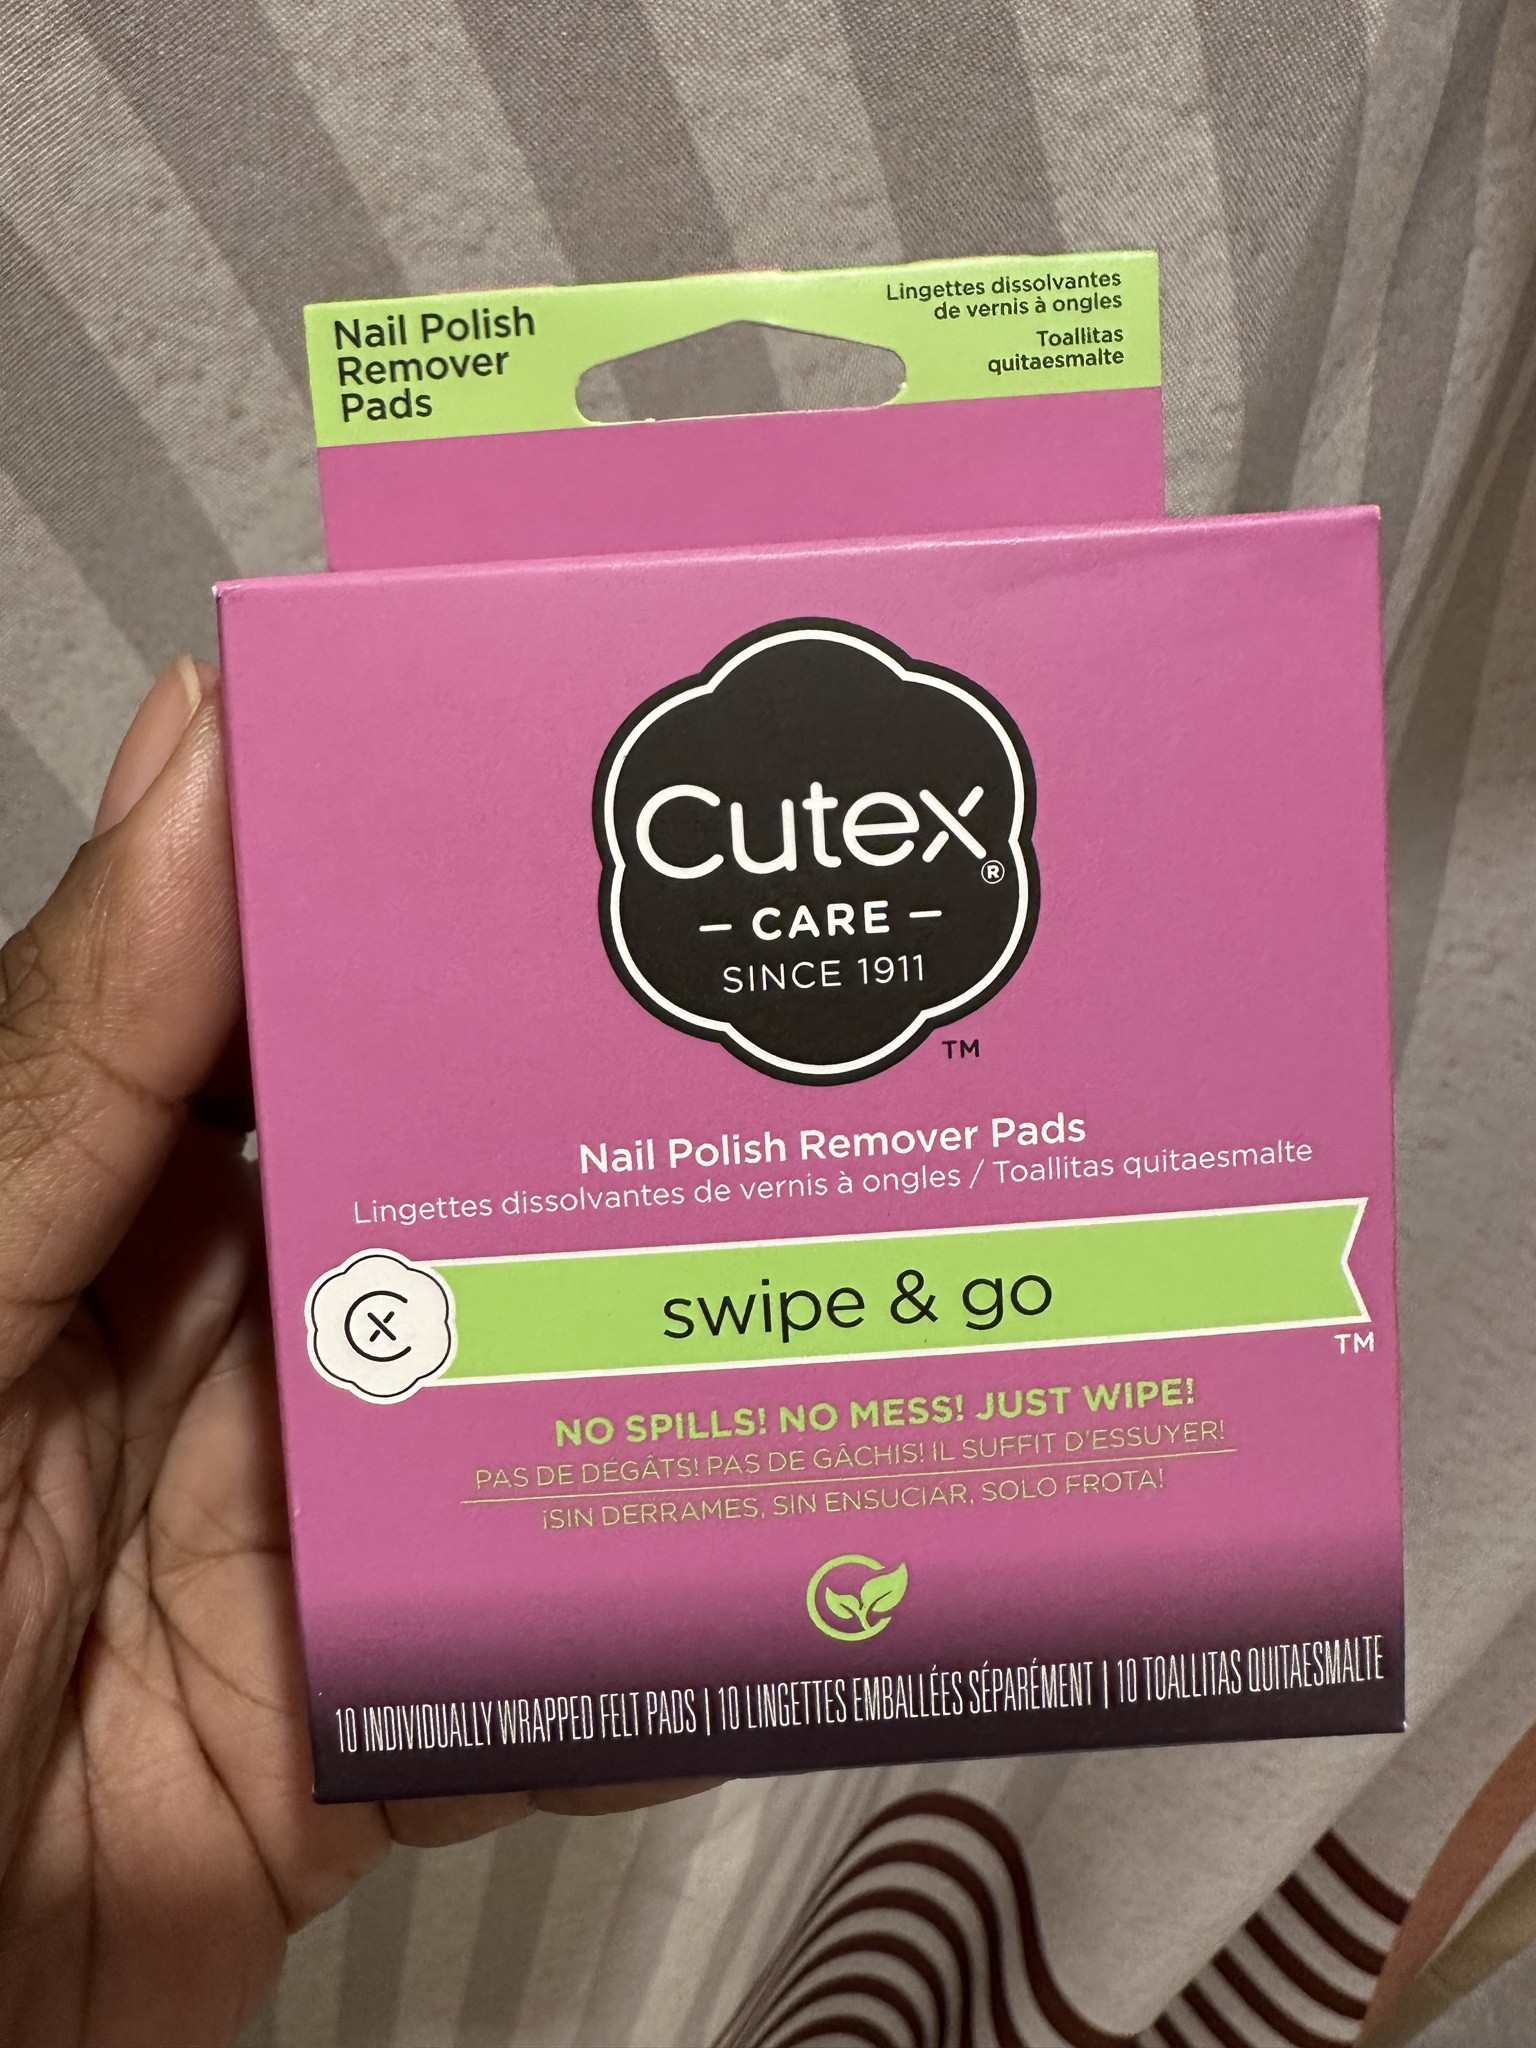 Nail Polish
Remover
Pads
Lingettes dissolvantes
de vernis à ongles
Toallitas
quitaesmalte
Cutex®
– CARE –
SINCE 1911
TM
Nail Polish Remover Pads
Lingettes dissolvantes de vernis à ongles / Toallitas quitaesmalte
Cx
swipe & go
TM
NO SPILLS! NO MESS! JUST WIPE!
PAS DE DÉGÂTS! PAS DE GÂCHIS! IL SUFFIT D'ESSUYER!
¡SIN DERRAMES, SIN ENSUCIAR, SOLO FROTA!
10 INDIVIDUALLY WRAPPED FELT PADS | 10 LINGETTES EMBALLÉES SÉPARÉMENT | 10 TOALLITAS QUITAESMALTE